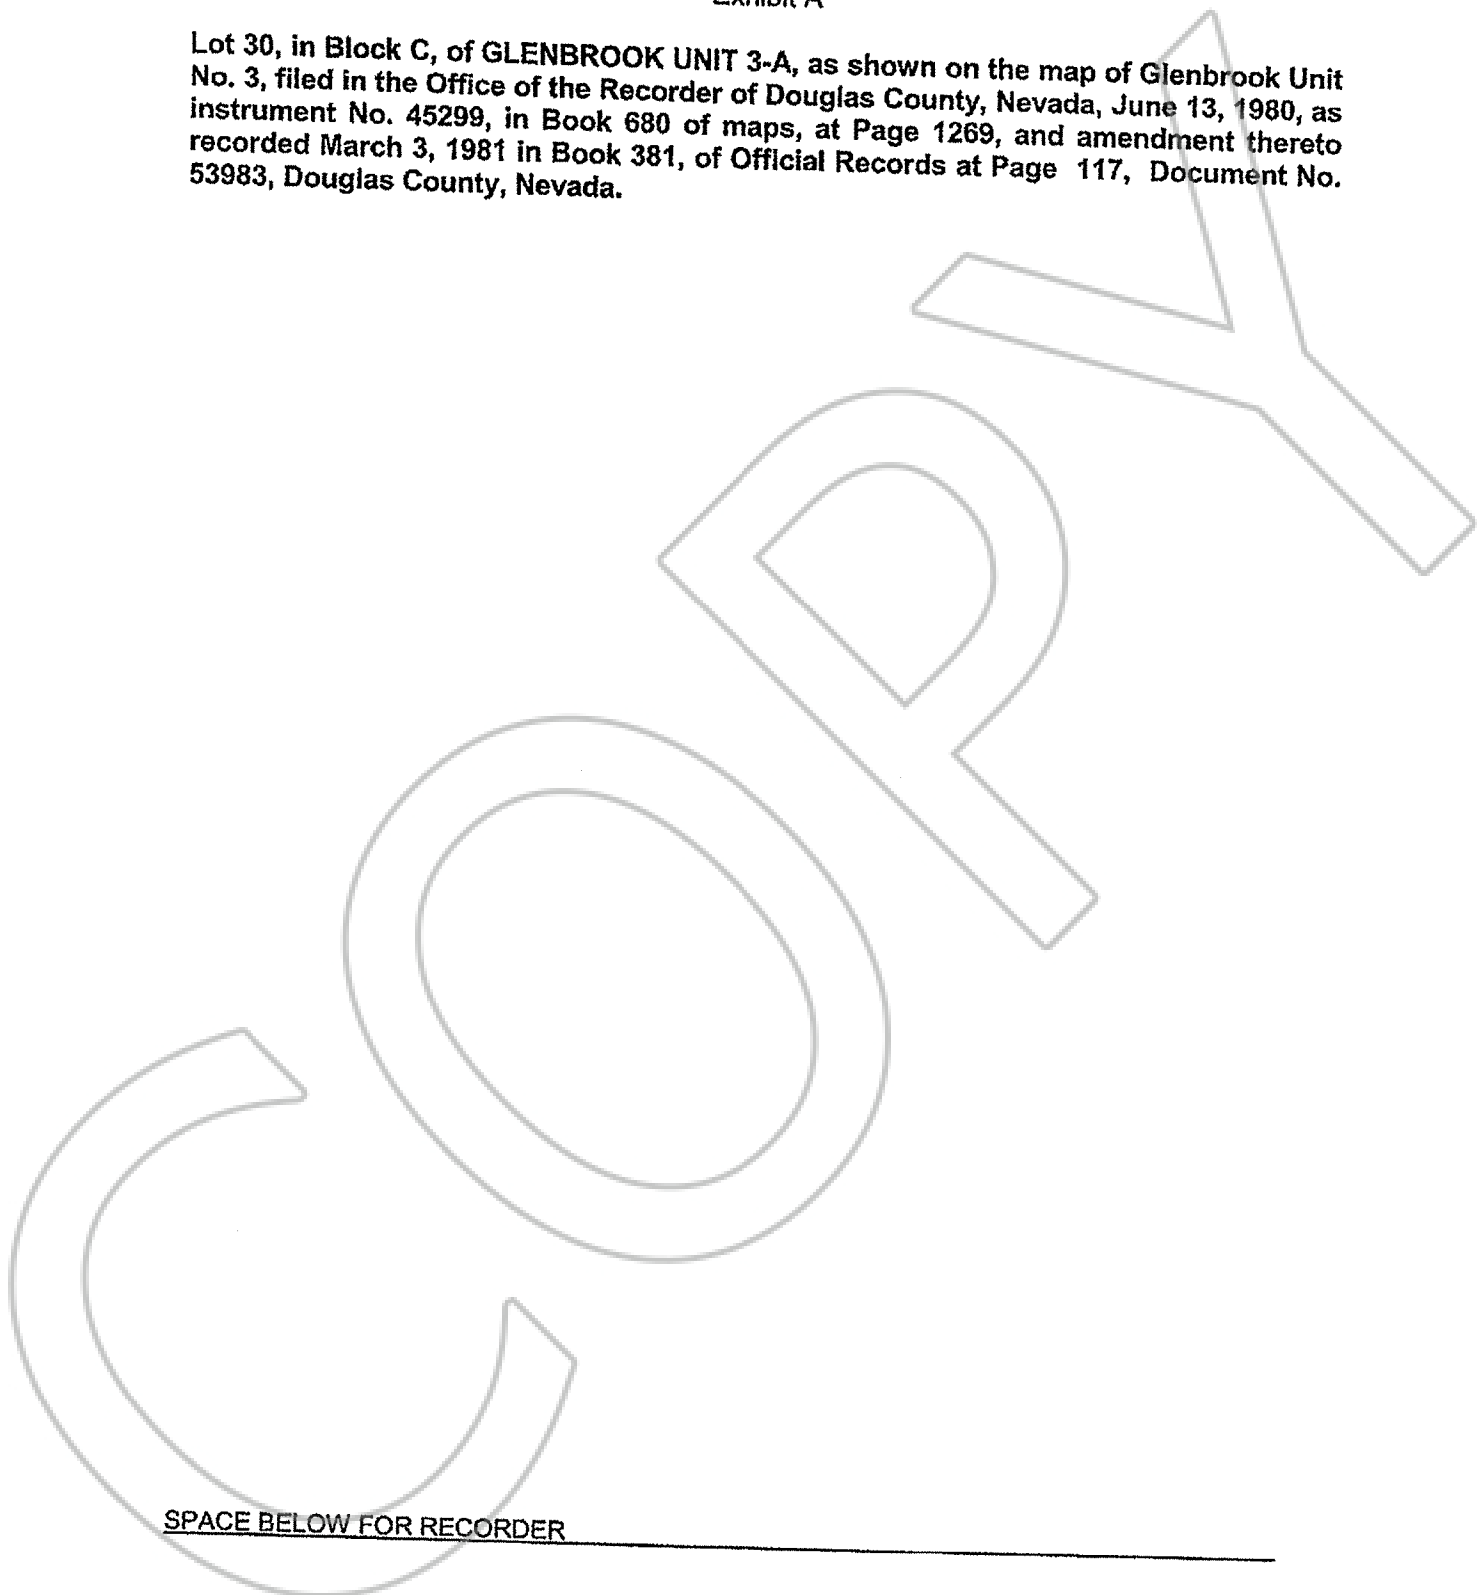 Exhibit A
Lot 30, in Block C, of GLENBROOK UNIT 3-A, as shown on the map of Glenbrook Unit
No. 3, filed in the Office of the Recorder of Douglas County, Nevada, June 13, 1980, as
instrument No. 45299, in Book 680 of maps, at Page 1269, and amendment thereto
recorded March 3, 1981 in Book 381, of Official Records at Page 117, Document No.
53983, Douglas County, Nevada.
COPY
SPACE BELOW FOR RECORDER